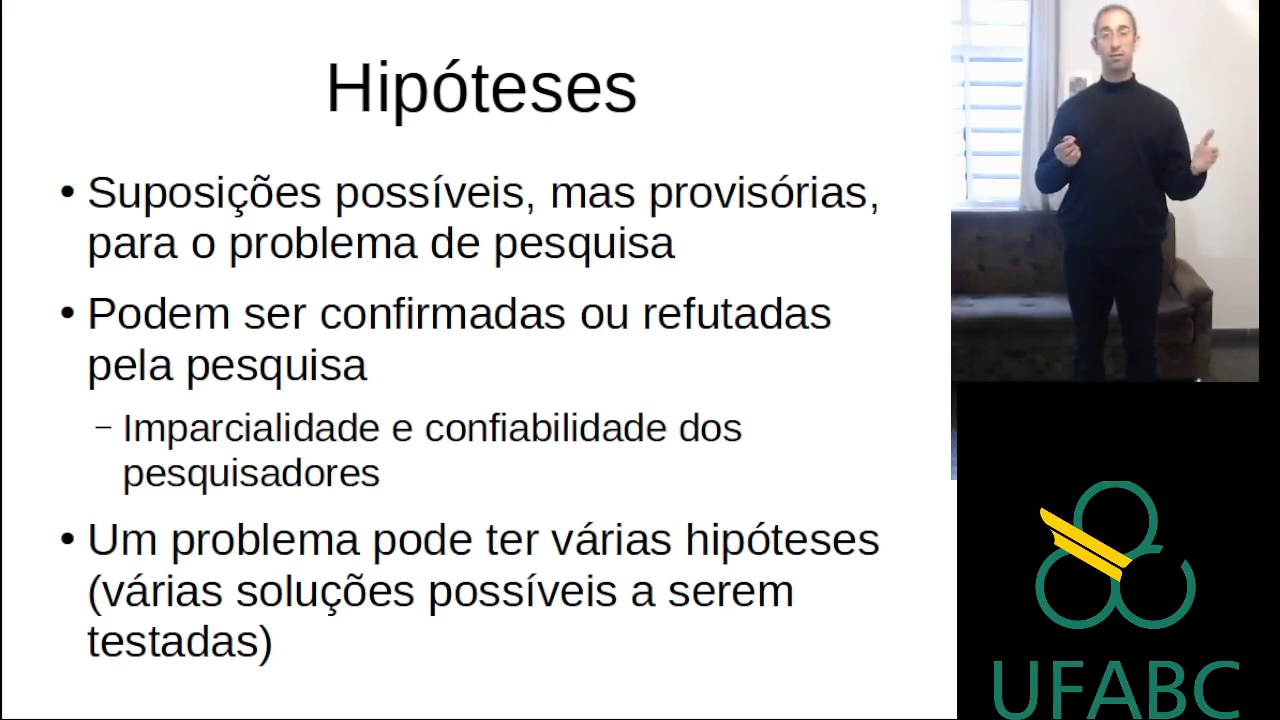 Hipóteses
• Suposições possíveis, mas provisórias,
para o problema de pesquisa
• Podem ser confirmadas ou refutadas
pela pesquisa
– Imparcialidade e confiabilidade dos
pesquisadores
• Um problema pode ter várias hipóteses
(várias soluções possíveis a serem
testadas)
UFABC